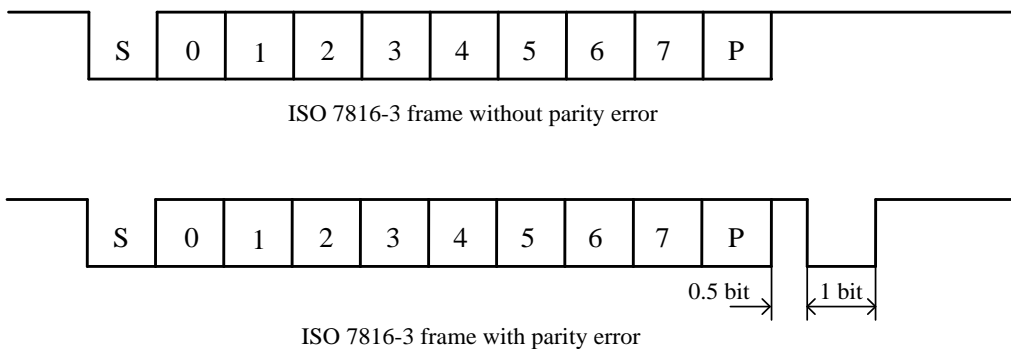 S 0 1 2 3 4 5 6 7 P
ISO 7816-3 frame without parity error
S 0 1 2 3 4 5 6 7 P
0.5 bit 1 bit
ISO 7816-3 frame with parity error